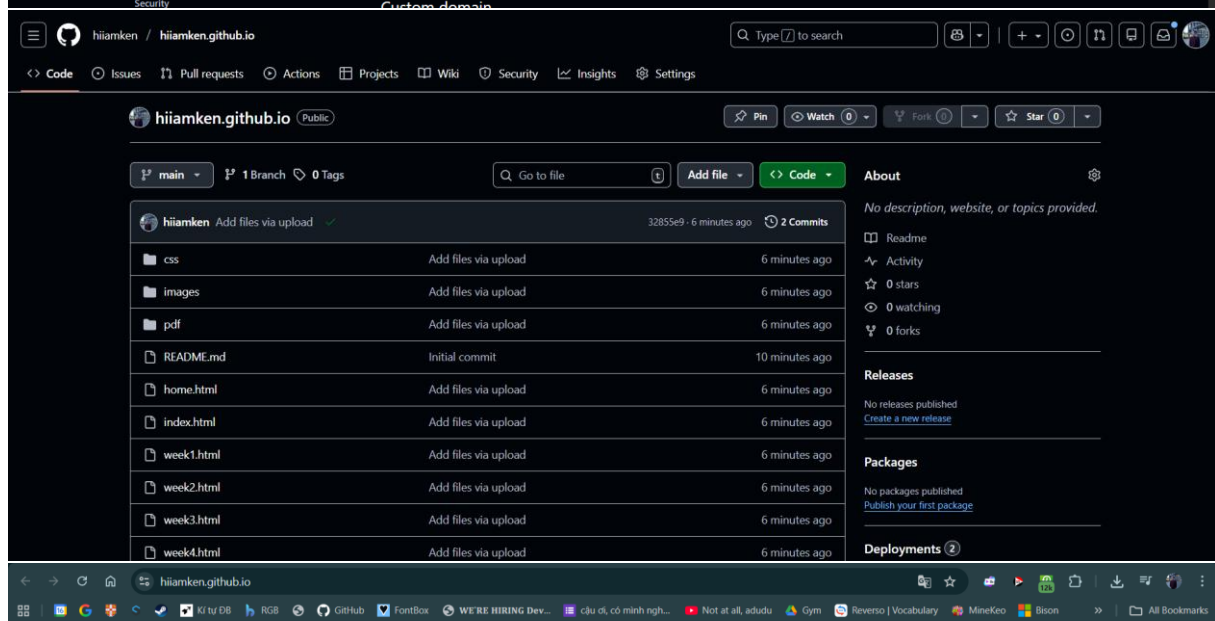 Security
Custom domain
hiiamken / hiiamken.github.io
Type / to search
Code Issues Pull requests Actions Projects Wiki Security Insights Settings
hiiamken.github.io Public
Pin Watch 0 Fork 0 Star 0
main 1 Branch 0 Tags
Go to file t Add file Code
hiiamken Add files via upload 32855e9 · 6 minutes ago 2 Commits
css Add files via upload 6 minutes ago
images Add files via upload 6 minutes ago
pdf Add files via upload 6 minutes ago
README.md Initial commit 10 minutes ago
home.html Add files via upload 6 minutes ago
index.html Add files via upload 6 minutes ago
week1.html Add files via upload 6 minutes ago
week2.html Add files via upload 6 minutes ago
week3.html Add files via upload 6 minutes ago
week4.html Add files via upload 6 minutes ago
About
No description, website, or topics provided.
Readme
Activity
0 stars
0 watching
0 forks
Releases
No releases published
Create a new release
Packages
No packages published
Publish your first package
Deployments 2
hiiamken.github.io
Kí tự ĐB RGB GitHub FontBox WE'RE HIRING Dev... cậu ơi, có mình ngh... Not at all, adudu Gym Reverso | Vocabulary MineKeo Bison » All Bookmarks